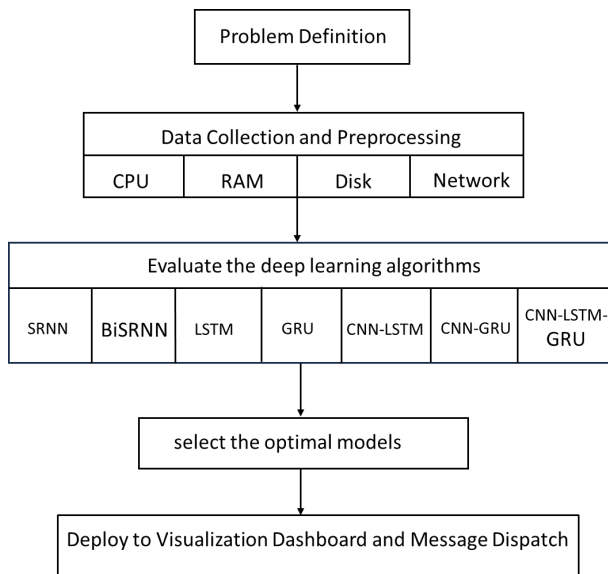 Problem Definition
Data Collection and Preprocessing
CPU RAM Disk Network
Evaluate the deep learning algorithms
SRNN BiSRNN LSTM GRU CNN-LSTM CNN-GRU CNN-LSTM-
GRU
select the optimal models
Deploy to Visualization Dashboard and Message Dispatch